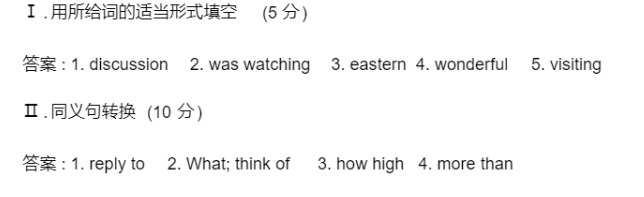 Ⅰ.用所给词的适当形式填空 (5 分)
答案: 1. discussion 2. was watching 3. eastern 4. wonderful 5. visiting
Ⅱ.同义句转换 (10 分)
答案: 1. reply to 2. What; think of 3. how high 4. more than